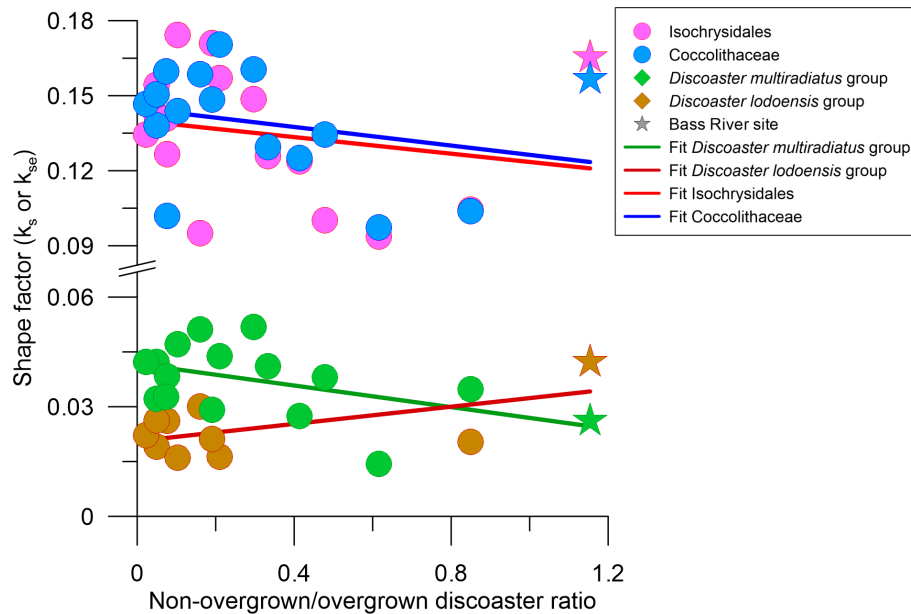 0.18
0.15
0.12
0.09
0.06
0.03
0
Shape factor (ks or kse)
0
0.4
0.8
1.2
Non-overgrown/overgrown discoaster ratio
Isochrysidales
Coccolithaceae
Discoaster multiradiatus group
Discoaster lodoensis group
Bass River site
Fit Discoaster multiradiatus group
Fit Discoaster lodoensis group
Fit Isochrysidales
Fit Coccolithaceae